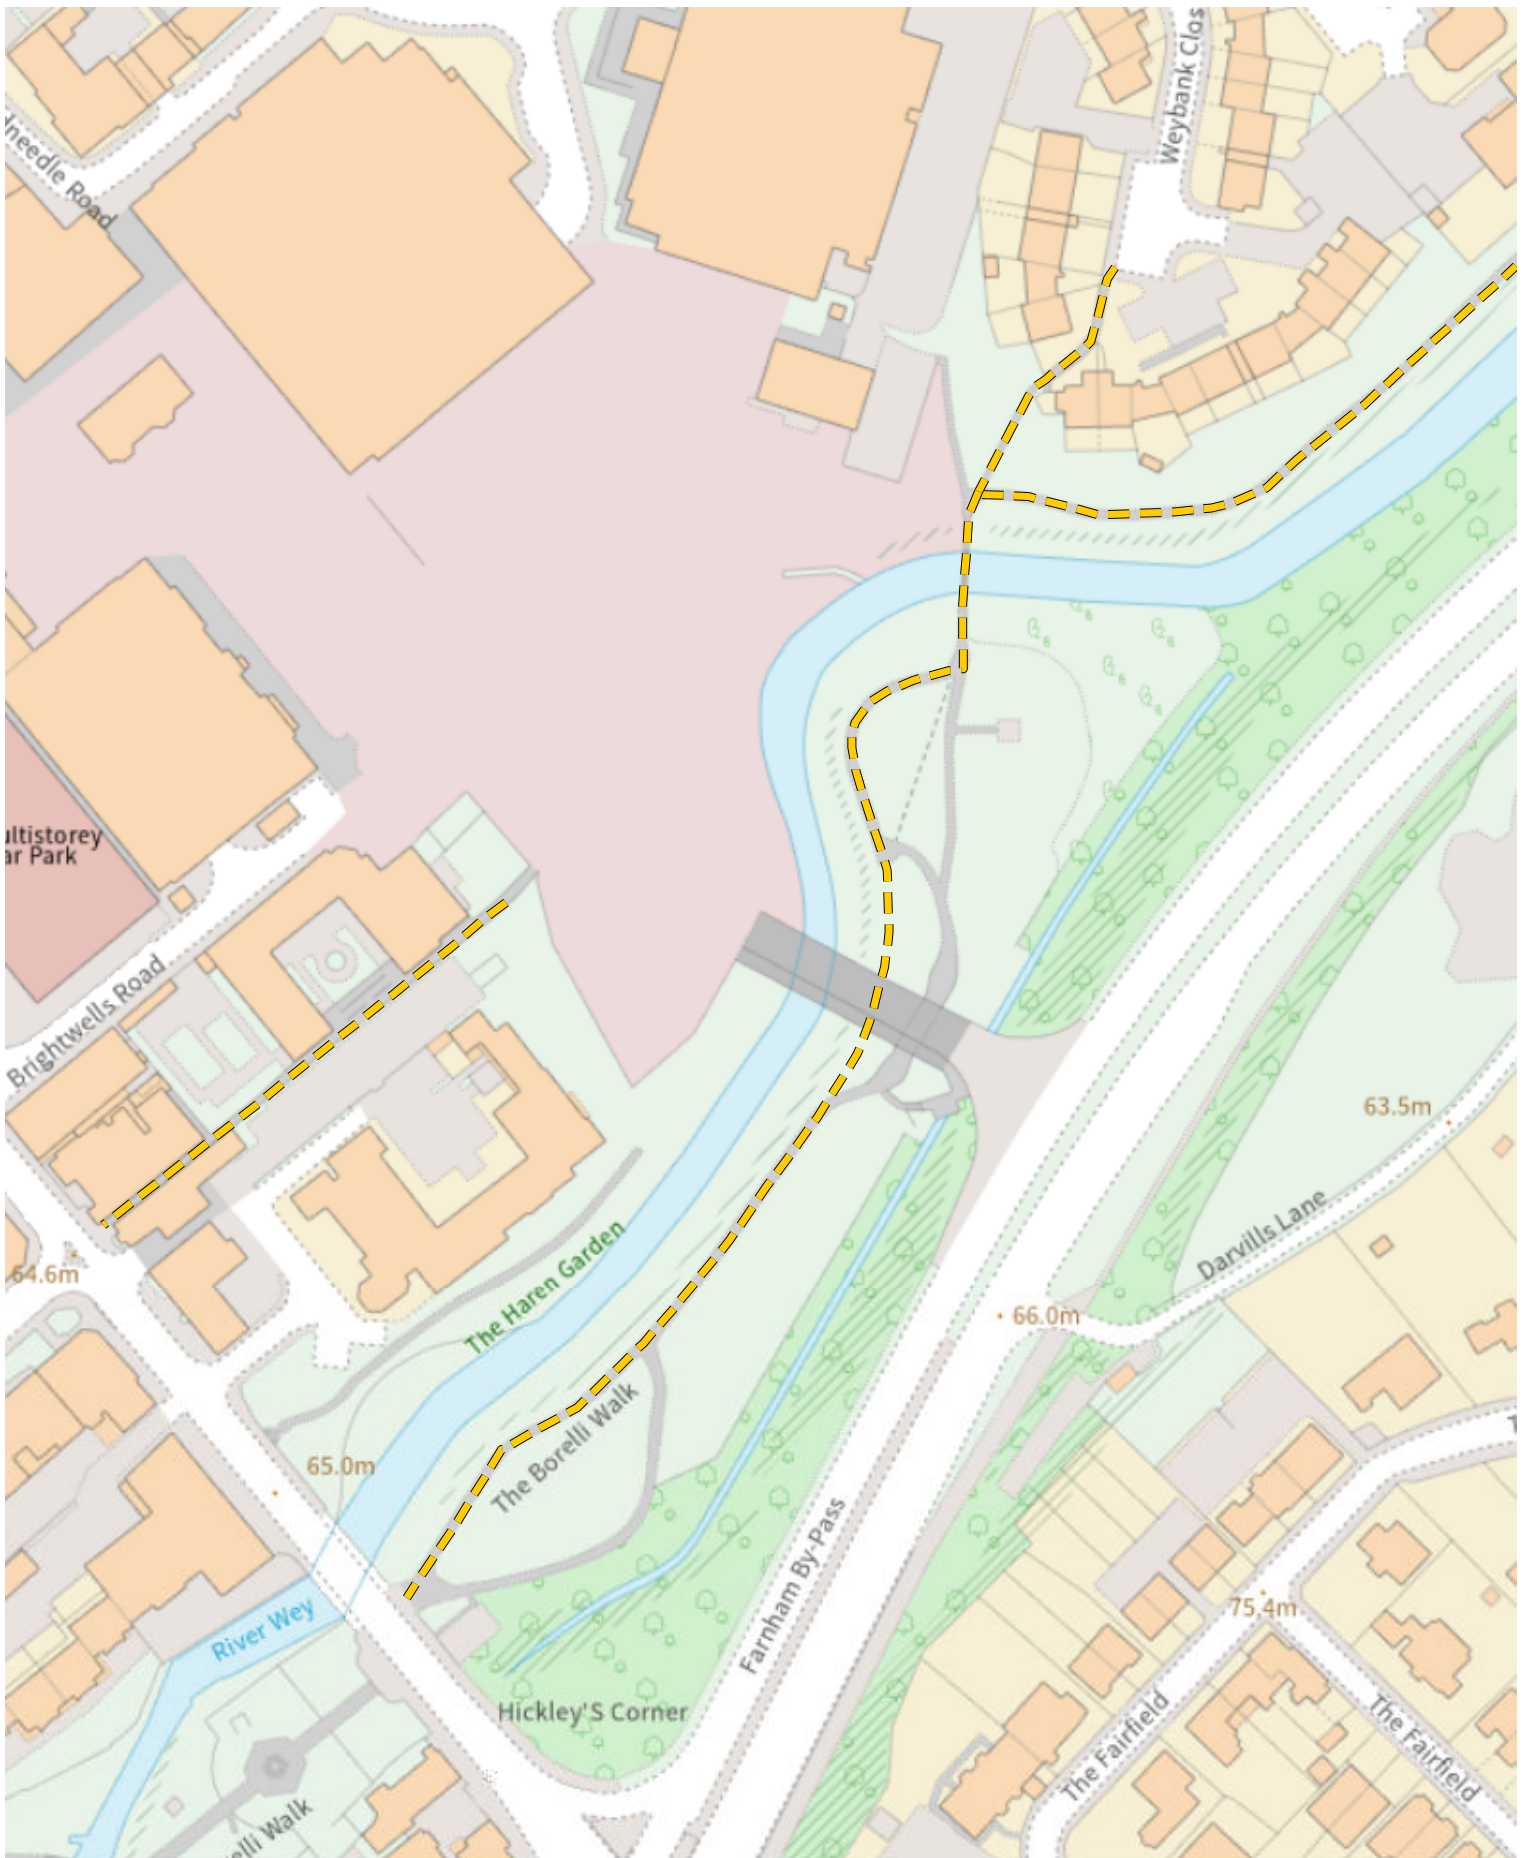 Weybank Clos
needle Road
ultistorey
ar Park
Brightwells Road
63.5m
Darvills Lane
The Haren Garden
64.6m
66.0m
The Borelli Walk
65.0m
Farnham By-Pass
75.4m
River Wey
Hickley'S Corner
The Fairfield
The Fairfield
elli Walk